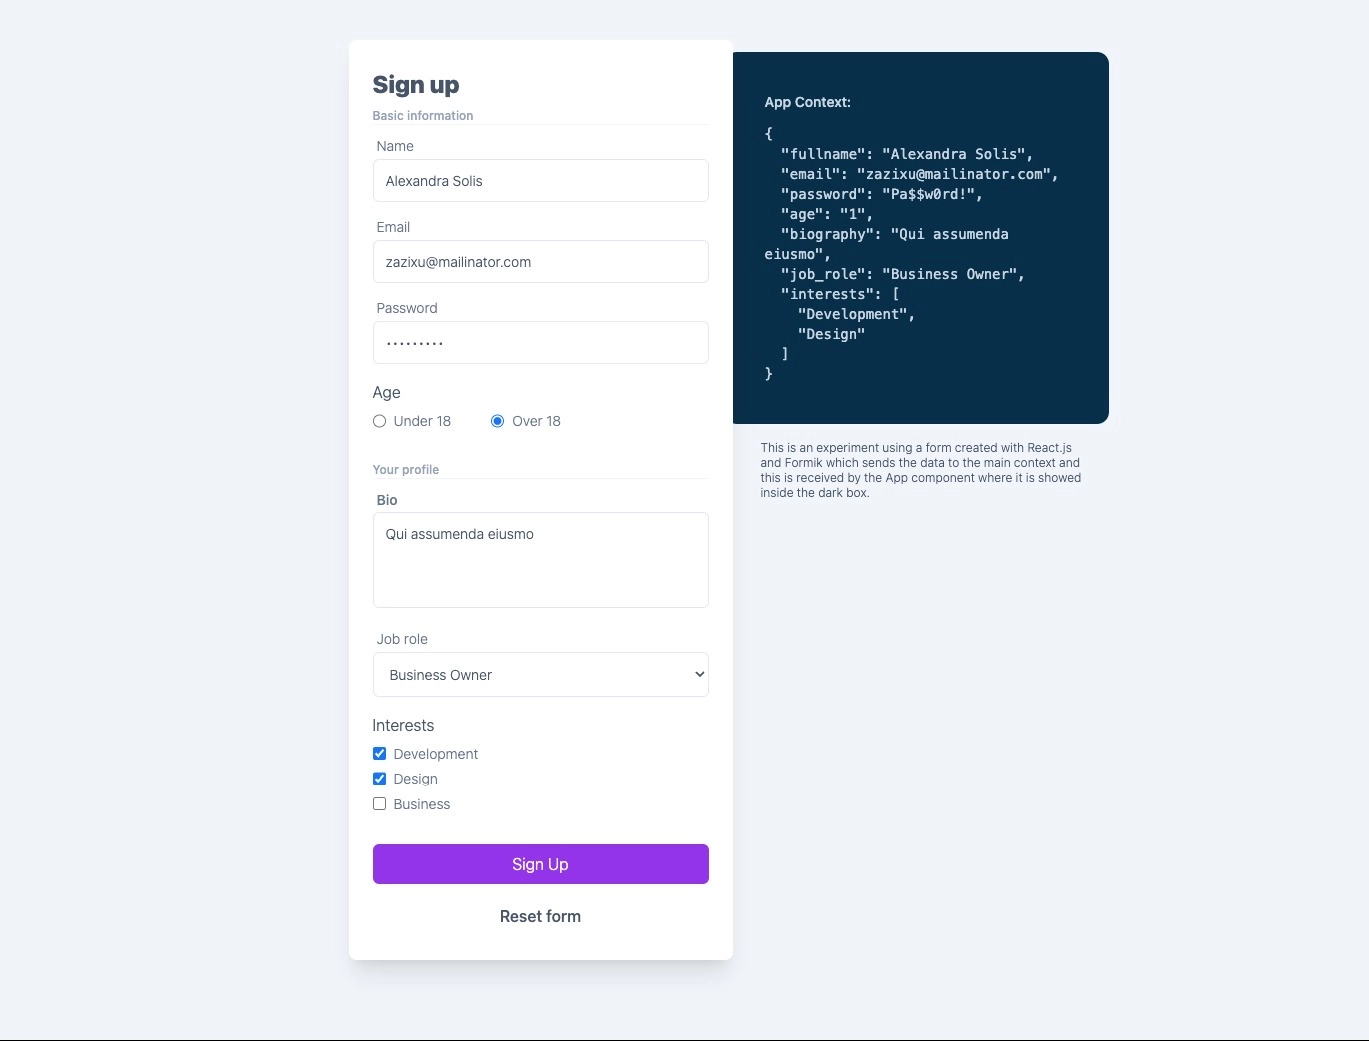 Sign up
Basic information
Name
Alexandra Solis
Email
zazixu@mailinator.com
Password
•••••••••
Age
Under 18
Over 18
Your profile
Bio
Qui assumenda eiusmo
Job role
Business Owner
Interests
Development
Design
Business
Sign Up
Reset form
App Context:
{
"fullname": "Alexandra Solis",
"email": "zazixu@mailinator.com",
"password": "Pa$$w0rd!",
"age": "1",
"biography": "Qui assumenda
eiusmo",
"job_role": "Business Owner",
"interests": [
"Development",
"Design"
]
}
This is an experiment using a form created with React.js
and Formik which sends the data to the main context and
this is received by the App component where it is showed
inside the dark box.